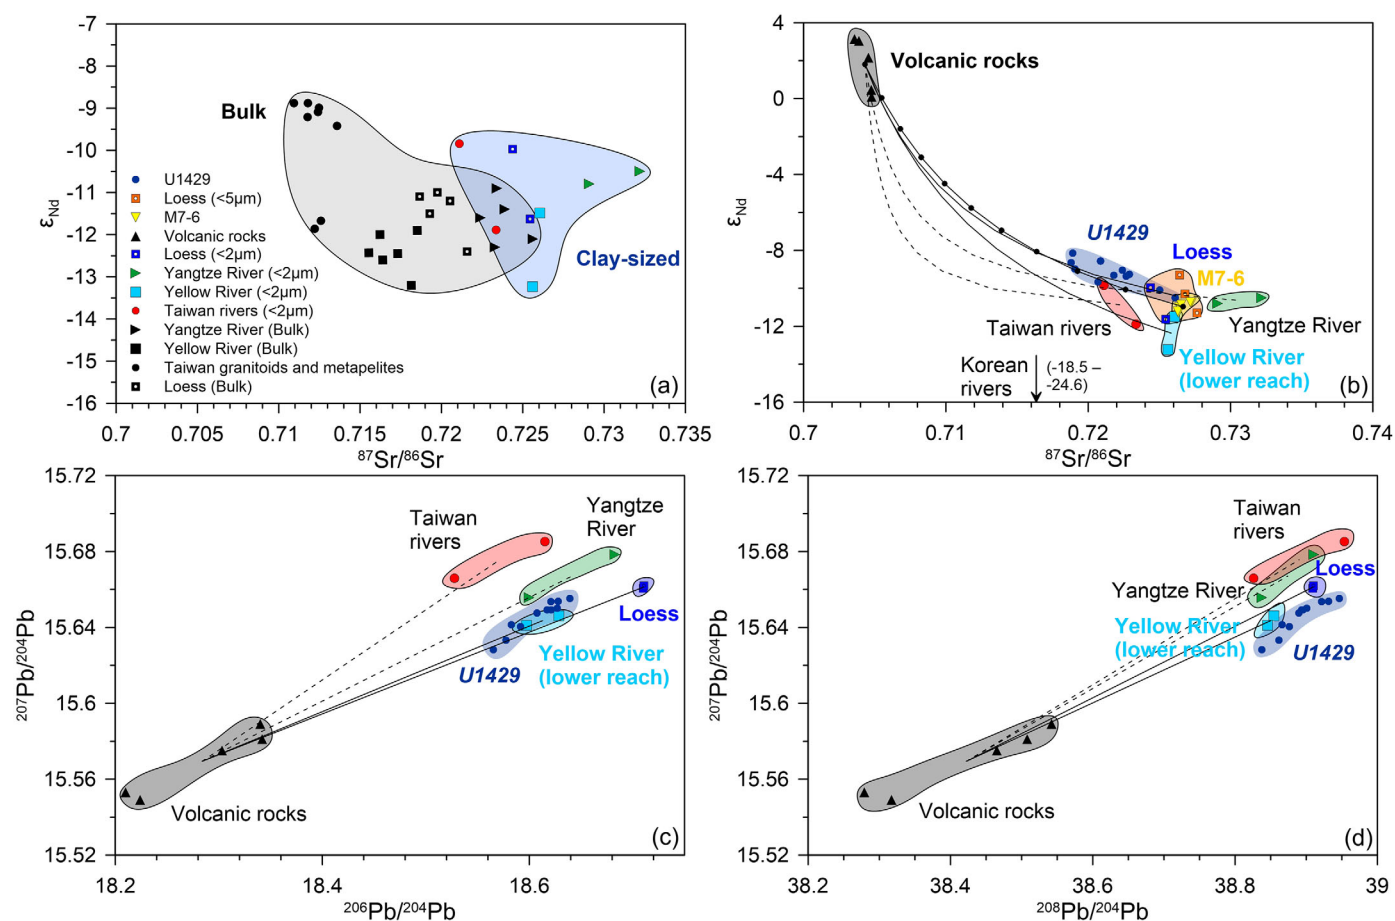 -7
-8
-9
-10
-11
-12
-13
-14
-15
-16
εNd
Bulk
Clay-sized
U1429
Loess (<5μm)
M7-6
Volcanic rocks
Loess (<2μm)
Yangtze River (<2μm)
Yellow River (<2μm)
Taiwan rivers (<2μm)
Yangtze River (Bulk)
Yellow River (Bulk)
Taiwan granitoids and metapelites
Loess (Bulk)
(a)
0.7 0.705 0.71 0.715 0.72 0.725 0.73 0.735
87Sr/86Sr
4
0
-4
-8
-12
-16
εNd
Volcanic rocks
U1429
Loess
M7-6
Taiwan rivers
Yangtze River
Yellow River
(lower reach)
Korean
rivers
(-18.5 –
-24.6)
(b)
0.7 0.71 0.72 0.73 0.74
87Sr/86Sr
15.72
15.68
15.64
15.6
15.56
15.52
207Pb/204Pb
Taiwan
rivers
Yangtze
River
Loess
Yellow River
(lower reach)
U1429
Volcanic rocks
(c)
18.2 18.4 18.6
206Pb/204Pb
15.72
15.68
15.64
15.6
15.56
15.52
207Pb/204Pb
Taiwan
rivers
Loess
Yangtze River
Yellow River
(lower reach)
U1429
Volcanic rocks
(d)
38.2 38.4 38.6 38.8 39
208Pb/204Pb